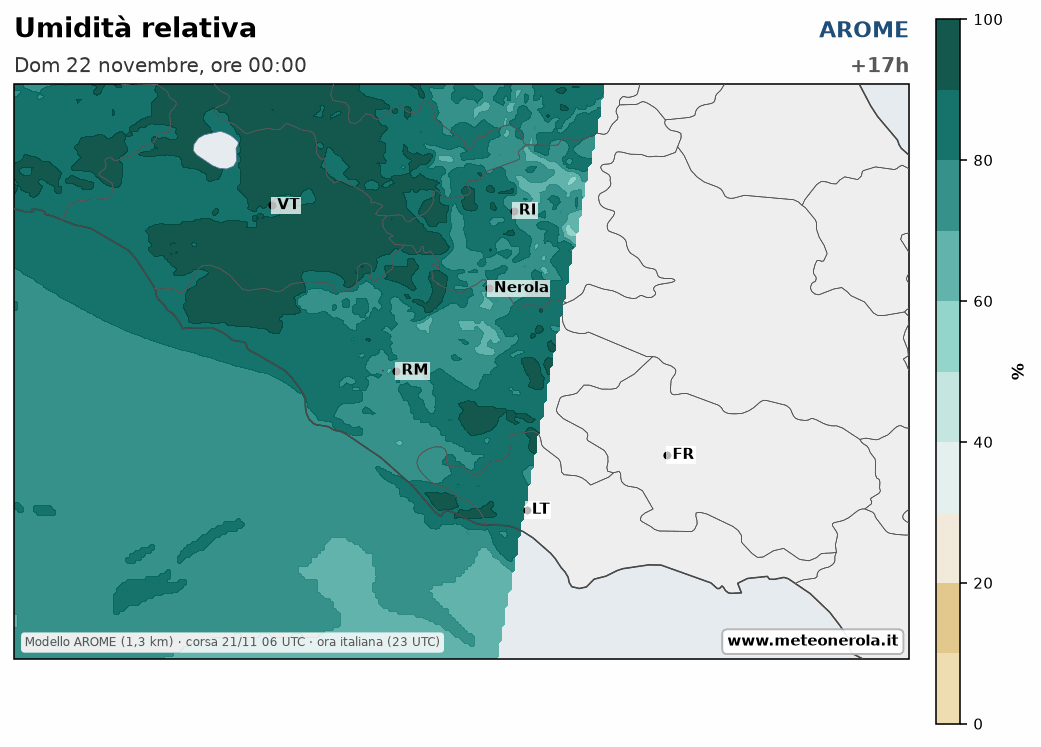 Umidità relativa
AROME
Dom 22 novembre, ore 00:00
+17h
100
80
60
40
20
0
%
VT
RI
Nerola
RM
FR
LT
Modello AROME (1,3 km) · corsa 21/11 06 UTC · ora italiana (23 UTC)
www.meteonerola.it